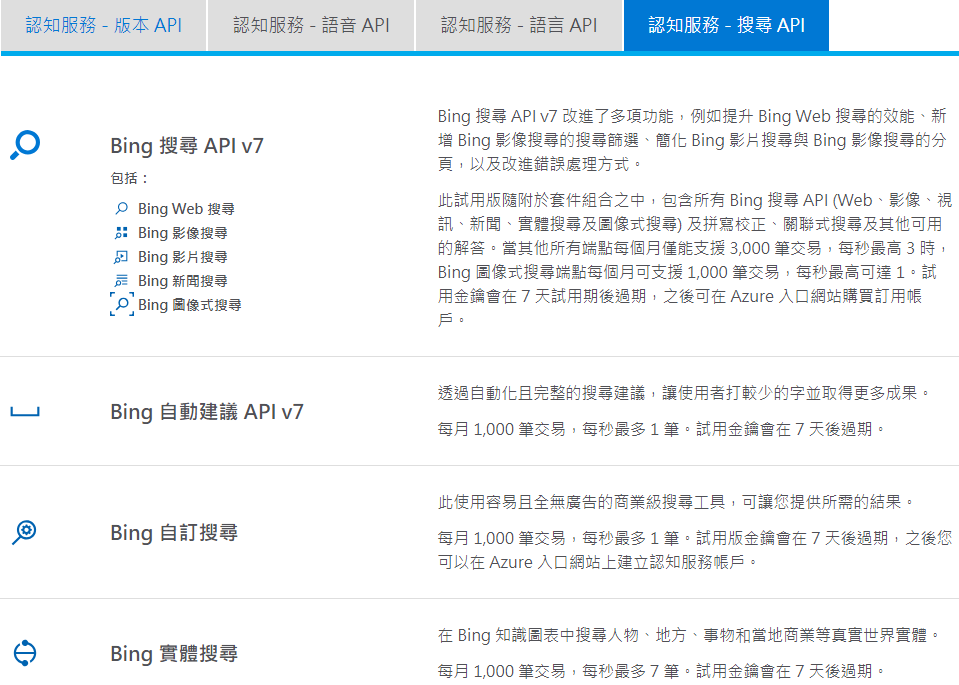 認知服務 - 版本 API
認知服務 - 語音 API
認知服務 - 語言 API
認知服務 - 搜尋 API
Bing 搜尋 API v7
包括：
Bing Web 搜尋
Bing 影像搜尋
Bing 影片搜尋
Bing 新聞搜尋
Bing 圖像式搜尋
Bing 搜尋 API v7 改進了多項功能，例如提升 Bing Web 搜尋的效能、新
增 Bing 影像搜尋的搜尋篩選、簡化 Bing 影片搜尋與 Bing 影像搜尋的分
頁，以及改進錯誤處理方式。
此試用版隨附於套件組合之中，包含所有 Bing 搜尋 API (Web、影像、視
訊、新聞、實體搜尋及圖像式搜尋) 及拼寫校正、關聯式搜尋及其他可用
的解答。當其他所有端點每個月僅能支援 3,000 筆交易，每秒最高 3 時，
Bing 圖像式搜尋端點每個月可支援 1,000 筆交易，每秒最高可達 1。試
用金鑰會在 7 天試用期後過期，之後可在 Azure 入口網站購買訂用帳
戶。
Bing 自動建議 API v7
透過自動化且完整的搜尋建議，讓使用者打較少的字並取得更多成果。
每月 1,000 筆交易，每秒最多 1 筆。試用金鑰會在 7 天後過期。
Bing 自訂搜尋
此使用容易且全無廣告的商業級搜尋工具，可讓您提供所需的結果。
每月 1,000 筆交易，每秒最多 1 筆。試用版金鑰會在 7 天後過期，之後您
可以在 Azure 入口網站上建立認知服務帳戶。
Bing 實體搜尋
在 Bing 知識圖表中搜尋人物、地方、事物和當地商業等真實世界實體。
每月 1,000 筆交易，每秒最多 7 筆。試用金鑰會在 7 天後過期。